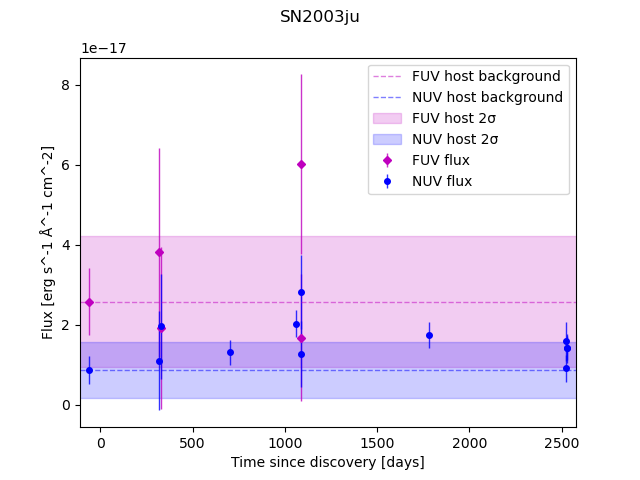 SN2003ju
1e−17
8
6
4
2
0
Flux [erg s^-1 Å^-1 cm^-2]
FUV host background
NUV host background
FUV host 2σ
NUV host 2σ
FUV flux
NUV flux
0 500 1000 1500 2000 2500
Time since discovery [days]